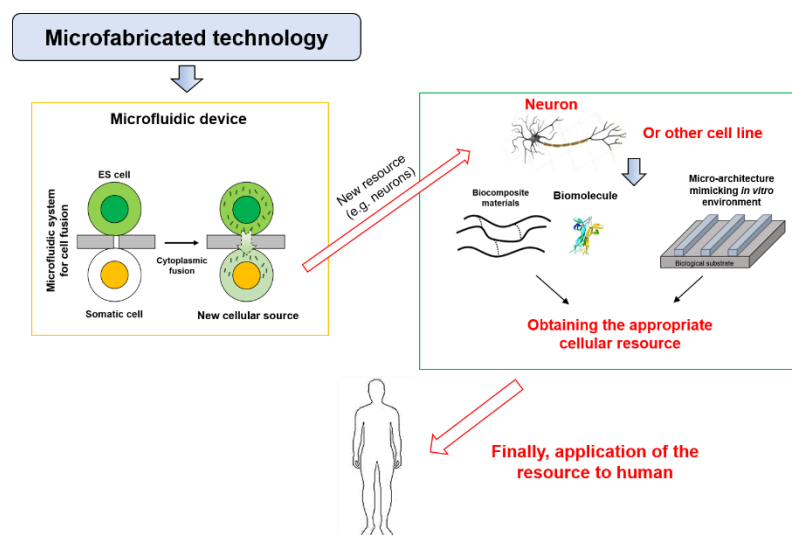 Microfabricated technology
Microfluidic device
Microfluidic system
for cell fusion
ES cell
Cytoplasmic
fusion
Somatic cell
New cellular source
New resource
(e.g. neurons)
Neuron
Or other cell line
Biocomposite
materials
Biomolecule
Micro-architecture
mimicking in vitro
environment
Biological substrate
Obtaining the appropriate
cellular resource
Finally, application of the
resource to human